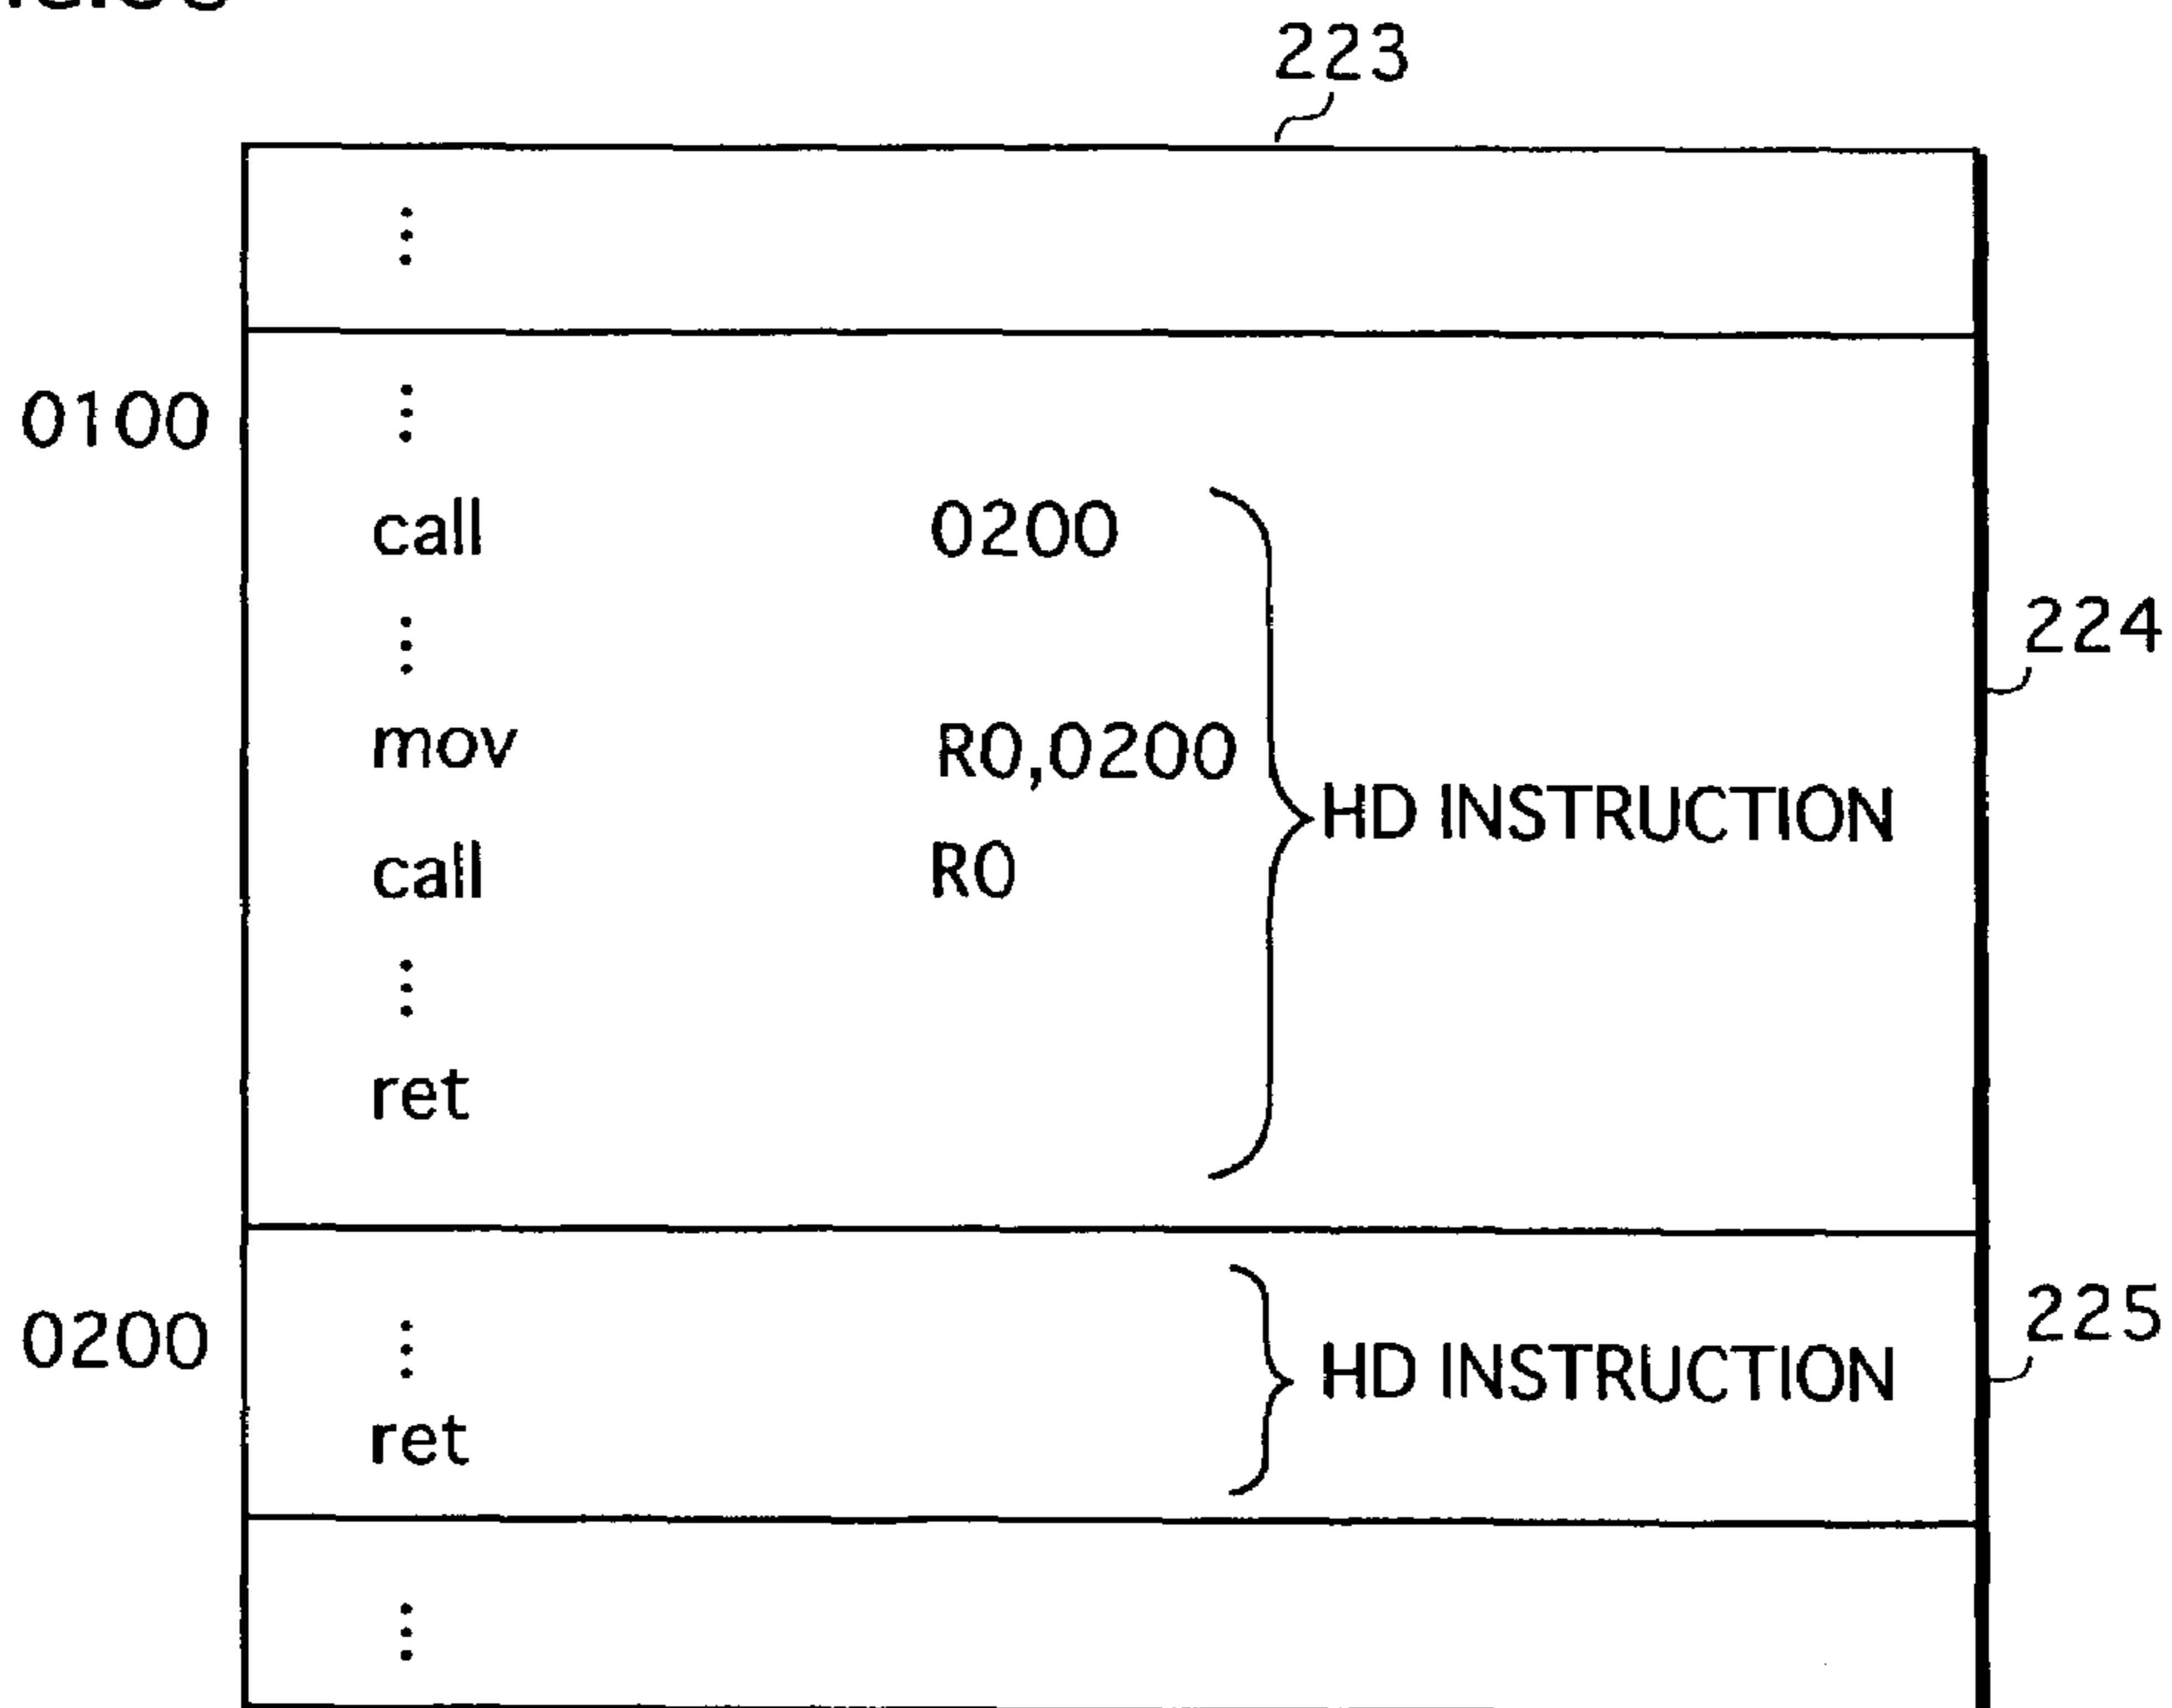 223
0100
call 0200
224
mov R0,0200
HD INSTRUCTION
call R0
ret
0200
225
HD INSTRUCTION
ret